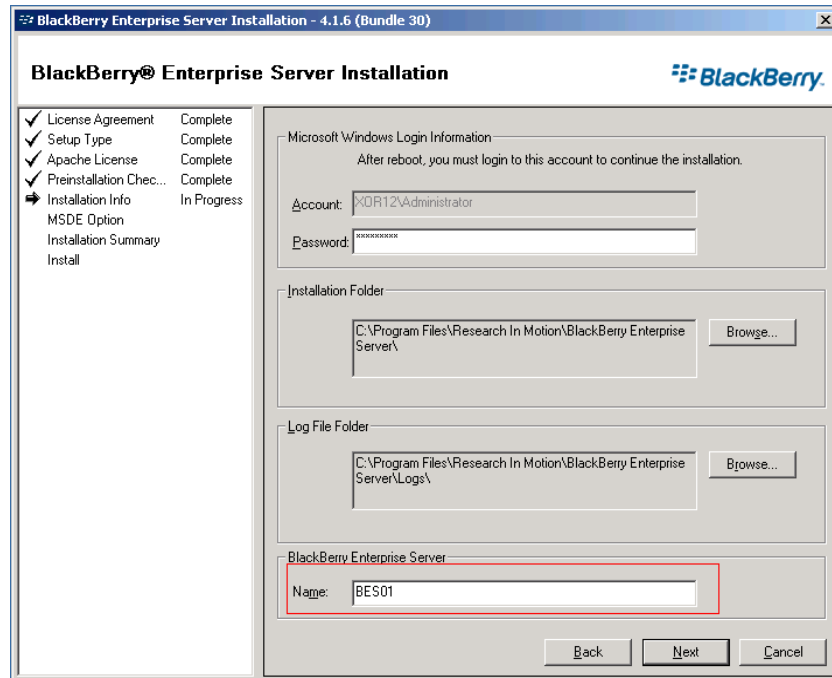 BlackBerry Enterprise Server Installation - 4.1.6 (Bundle 30)
BlackBerry® Enterprise Server Installation
BlackBerry.
License Agreement Complete
Setup Type Complete
Apache License Complete
Preinstallation Chec... Complete
Installation Info In Progress
MSDE Option
Installation Summary
Install
Microsoft Windows Login Information
After reboot, you must login to this account to continue the installation.
Account: XOR12\Administrator
Password: *********
Installation Folder
C:\Program Files\Research In Motion\BlackBerry Enterprise
Server\
Browse...
Log File Folder
C:\Program Files\Research In Motion\BlackBerry Enterprise
Server\Logs\
Browse...
BlackBerry Enterprise Server
Name: BES01
Back Next Cancel